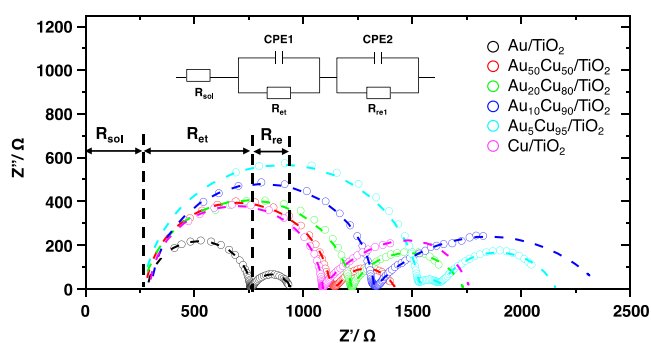 1200
1000
800
600
400
200
0
Z''/ Ω
CPE1
CPE2
R_sol
R_et
R_re1
R_sol
R_et
R_re
Au/TiO₂
Au₅₀Cu₅₀/TiO₂
Au₂₀Cu₈₀/TiO₂
Au₁₀Cu₉₀/TiO₂
Au₅Cu₉₅/TiO₂
Cu/TiO₂
0
500
1000
1500
2000
2500
Z'/ Ω